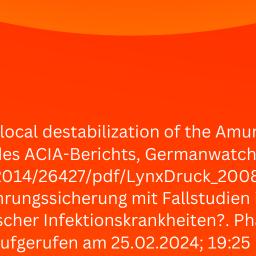 local destabilization of the Amu
des ACIA-Berichts, Germanwatch
2014/26427/pdf/LynxDruck_2008
hrungssicherung mit Fallstudien
scher Infektionskrankheiten?. Ph
ufgerufen am 25.02.2024; 19:25